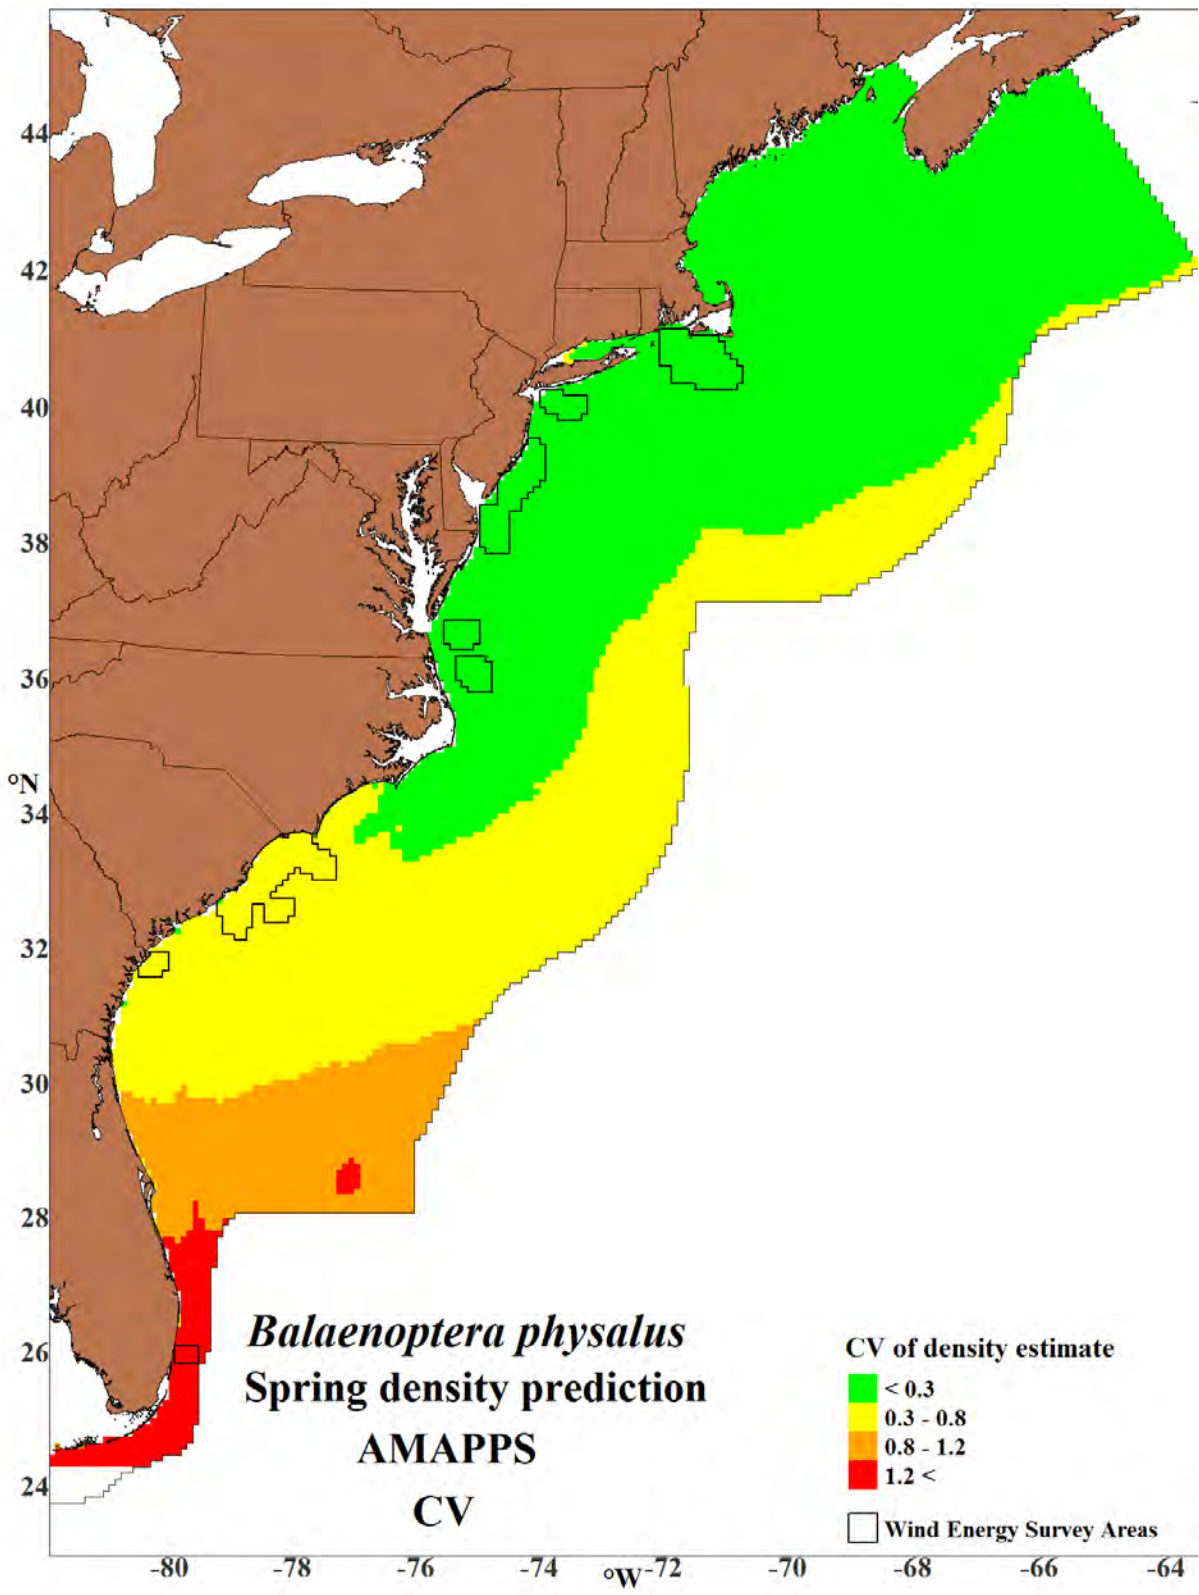 44
42
40
38
36
°N
34
32
30
28
26
24
Balaenoptera physalus
Spring density prediction
AMAPPS
CV
CV of density estimate
< 0.3
0.3 - 0.8
0.8 - 1.2
1.2 <
Wind Energy Survey Areas
-80 -78 -76 -74 °W -72 -70 -68 -66 -64